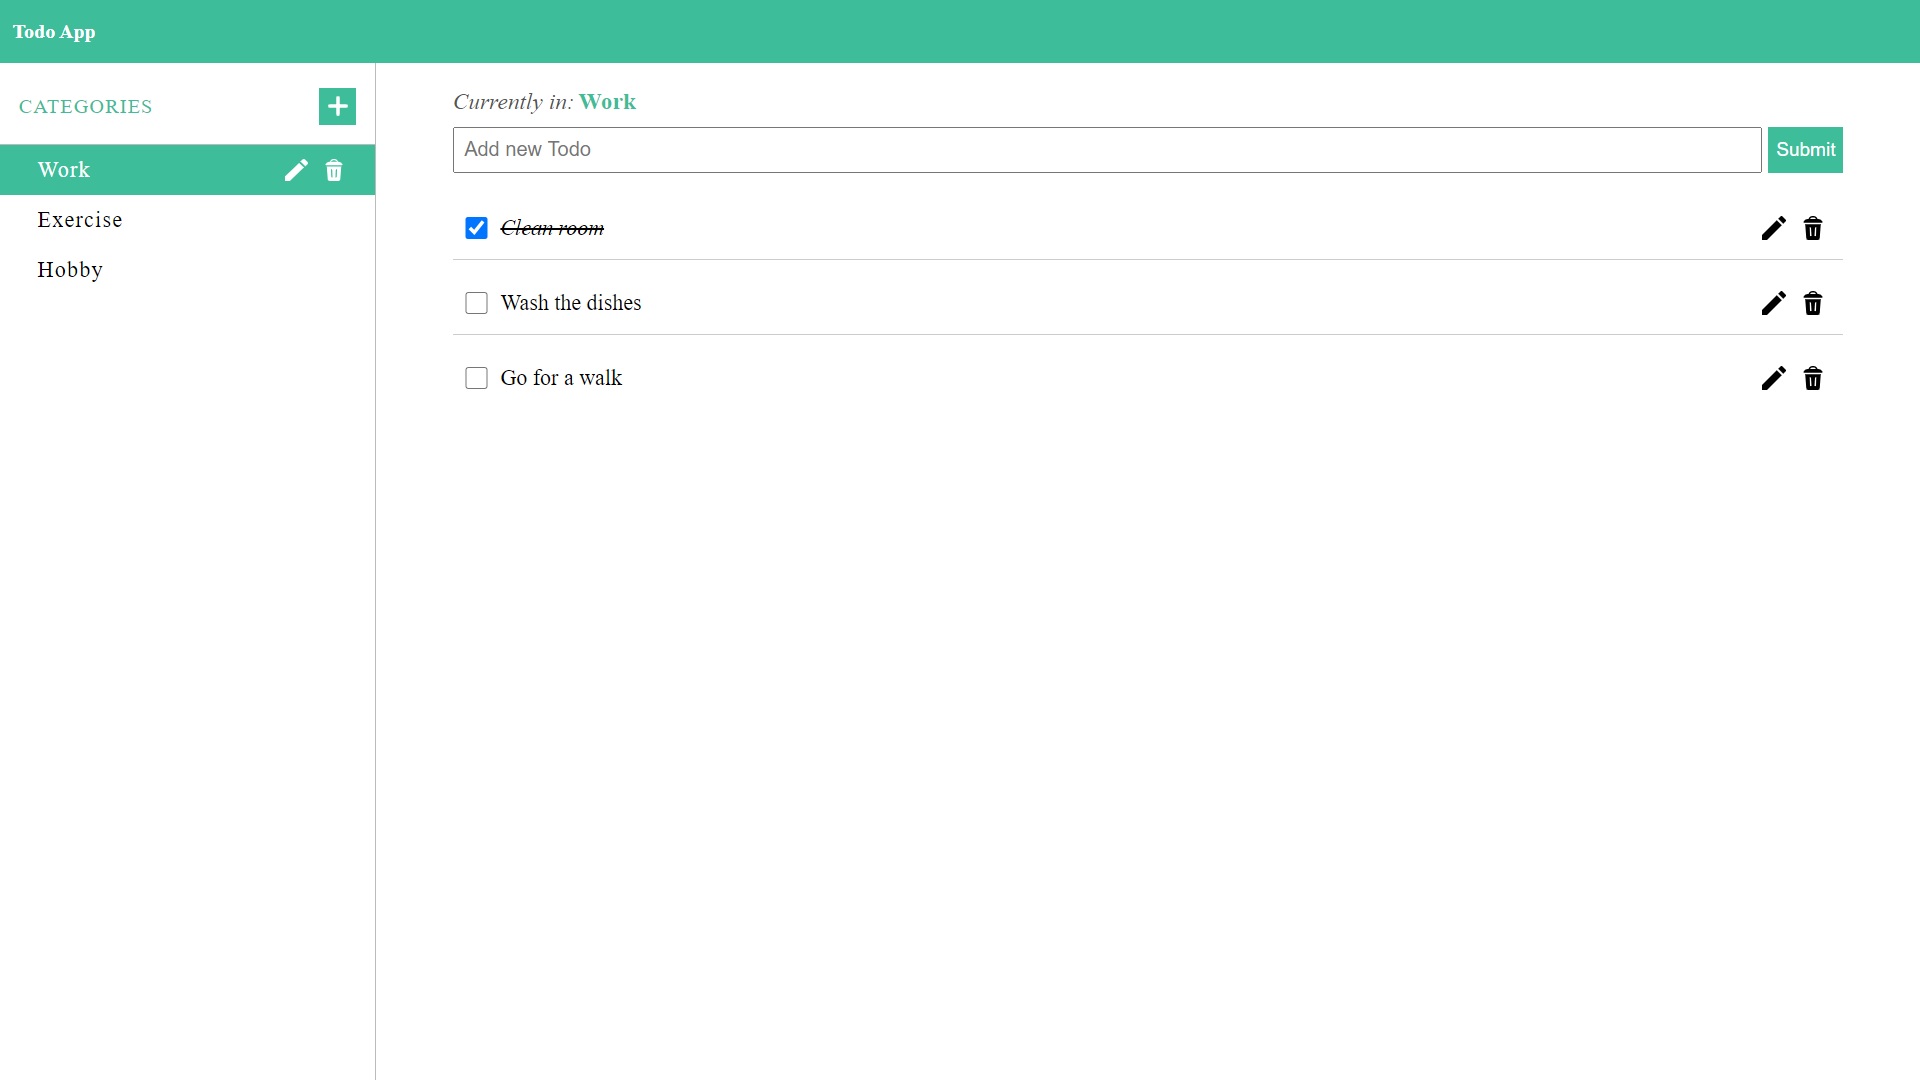 Todo App
CATEGORIES
Work
Exercise
Hobby
Currently in: Work
Add new Todo
Submit
Clean room
Wash the dishes
Go for a walk